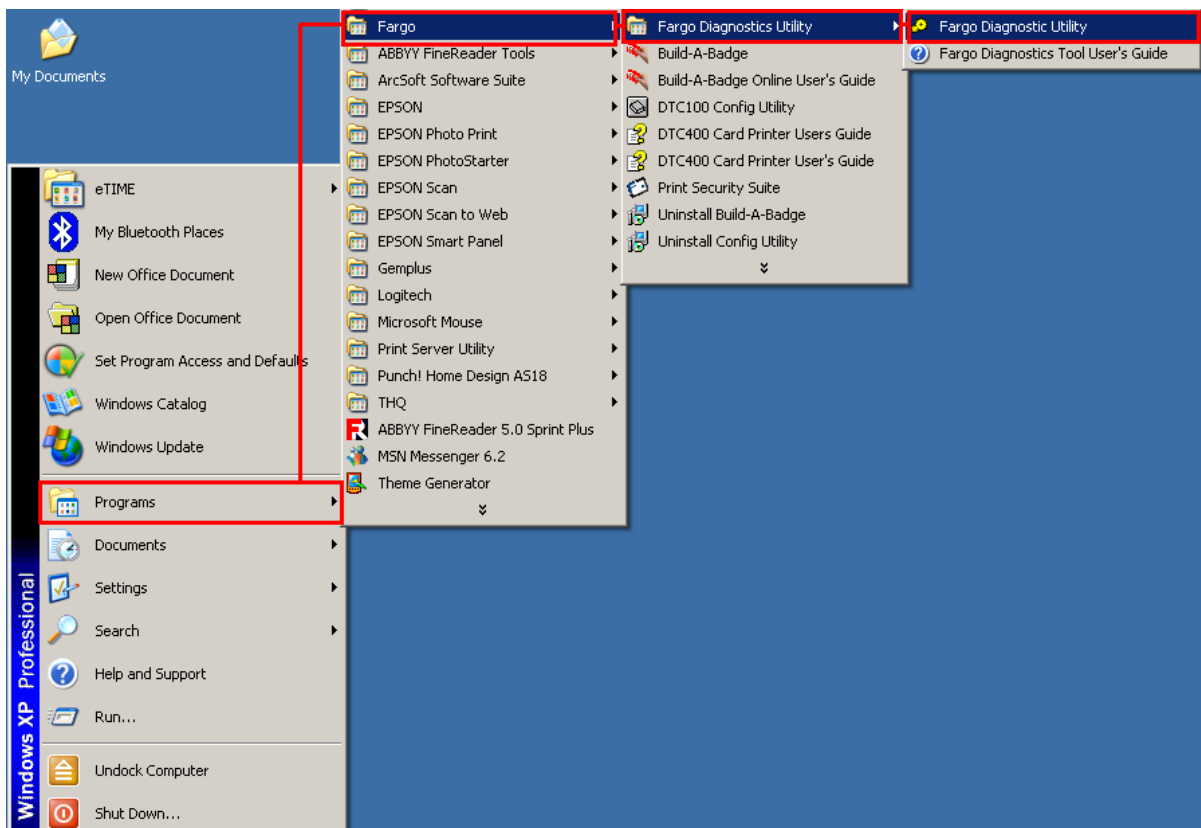 My Documents
Windows XP Professional
eTIME
My Bluetooth Places
New Office Document
Open Office Document
Set Program Access and Defaults
Windows Catalog
Windows Update
Programs
Documents
Settings
Search
Help and Support
Run...
Undock Computer
Shut Down...
Fargo
ABBYY FineReader Tools
ArcSoft Software Suite
EPSON
EPSON Photo Print
EPSON PhotoStarter
EPSON Scan
EPSON Scan to Web
EPSON Smart Panel
Gemplus
Logitech
Microsoft Mouse
Print Server Utility
Punch! Home Design AS18
THQ
ABBYY FineReader 5.0 Sprint Plus
MSN Messenger 6.2
Theme Generator
Fargo Diagnostics Utility
Build-A-Badge
Build-A-Badge Online User's Guide
DTC100 Config Utility
DTC400 Card Printer Users Guide
DTC400 Card Printer User's Guide
Print Security Suite
Uninstall Build-A-Badge
Uninstall Config Utility
Fargo Diagnostic Utility
Fargo Diagnostics Tool User's Guide